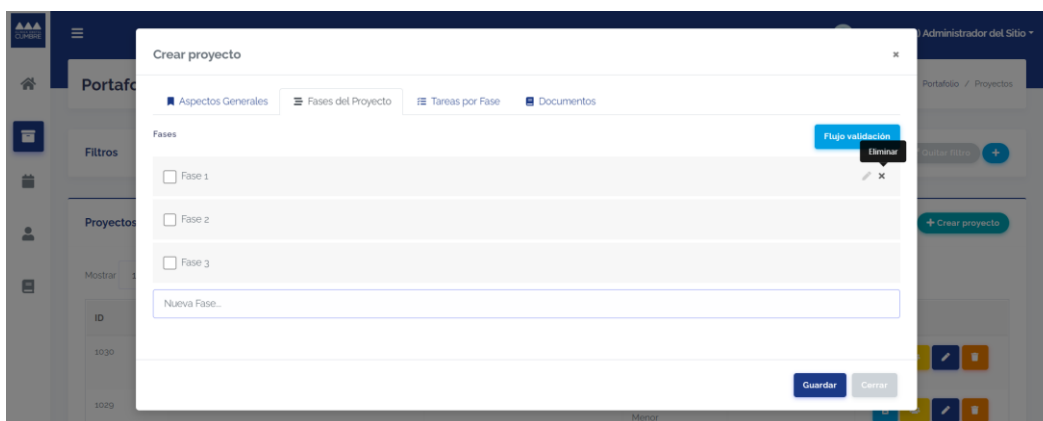 CUMBRE
Administrador del Sitio
Crear proyecto
Portafo
Portafolio / Proyectos
Aspectos Generales
Fases del Proyecto
Tareas por Fase
Documentos
Fases
Flujo validación
Eliminar
Filtros
Quitar filtro
Fase 1
Fase 2
Proyectos
Crear proyecto
Fase 3
Mostrar 1
Nueva Fase...
ID
1030
Guardar
Cerrar
1029
Menor